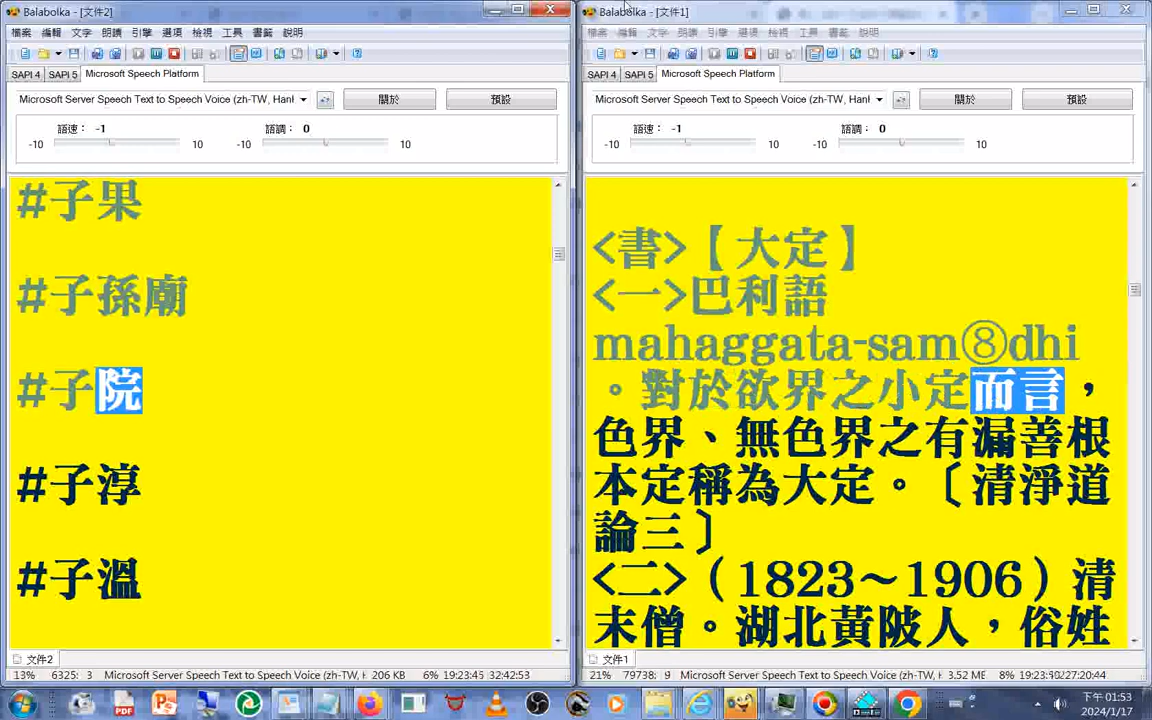 Balabolka - [文件2]
檔案 編輯 文字 朗讀 引擎 選項 檢視 工具 書籤 說明
SAPI 4 SAPI 5 Microsoft Speech Platform
Microsoft Server Speech Text to Speech Voice (zh-TW, Hanl
關於 預設
語速： -1 語調： 0
-10 10 -10 10
#子果
#子孫廟
#子院
#子淳
#子溫
文件2
13% 6325: 3 Microsoft Server Speech Text to Speech Voice (zh-TW, H 206 KB 6% 19:23:45 32:42:53
Balabolka - [文件1]
檔案 編輯 文字 朗讀 引擎 選項 檢視 工具 書籤 說明
SAPI 4 SAPI 5 Microsoft Speech Platform
Microsoft Server Speech Text to Speech Voice (zh-TW, Hanl
關於 預設
語速： -1 語調： 0
-10 10 -10 10
<書>【大定】
<一>巴利語
mahaggata-sam⑧dhi
。對於欲界之小定而言，
色界、無色界之有漏善根
本定稱為大定。〔清淨道
論三〕
<二>（1823～1906）清
末僧。湖北黃陂人，俗姓
文件1
21% 79738: 9 Microsoft Server Speech Text to Speech Voice (zh-TW, H 3.52 ME 8%
下午 01:53
2024/1/17